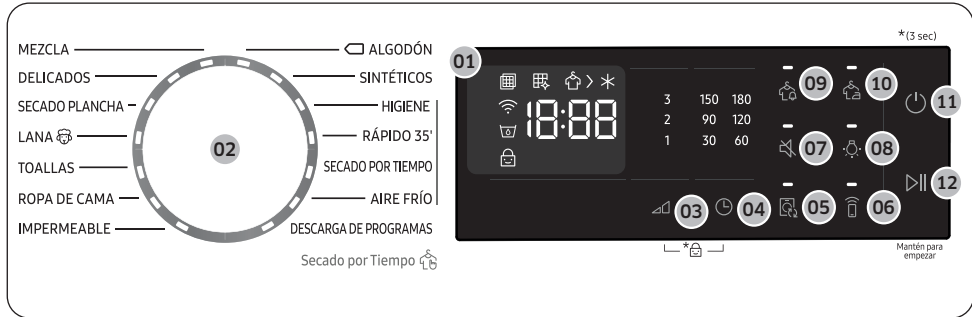 MEZCLA
DELICADOS
SECADO PLANCHA
LANA
TOALLAS
ROPA DE CAMA
IMPERMEABLE
02
ALGODÓN
SINTÉTICOS
HIGIENE
RÁPIDO 35'
SECADO POR TIEMPO
AIRE FRÍO
DESCARGA DE PROGRAMAS
Secado por Tiempo
01
18:88
3 150 180
2 90 120
1 30 60
03
04
*
*(3 sec)
09
10
11
07
08
12
05
06
Mantén para
empezar